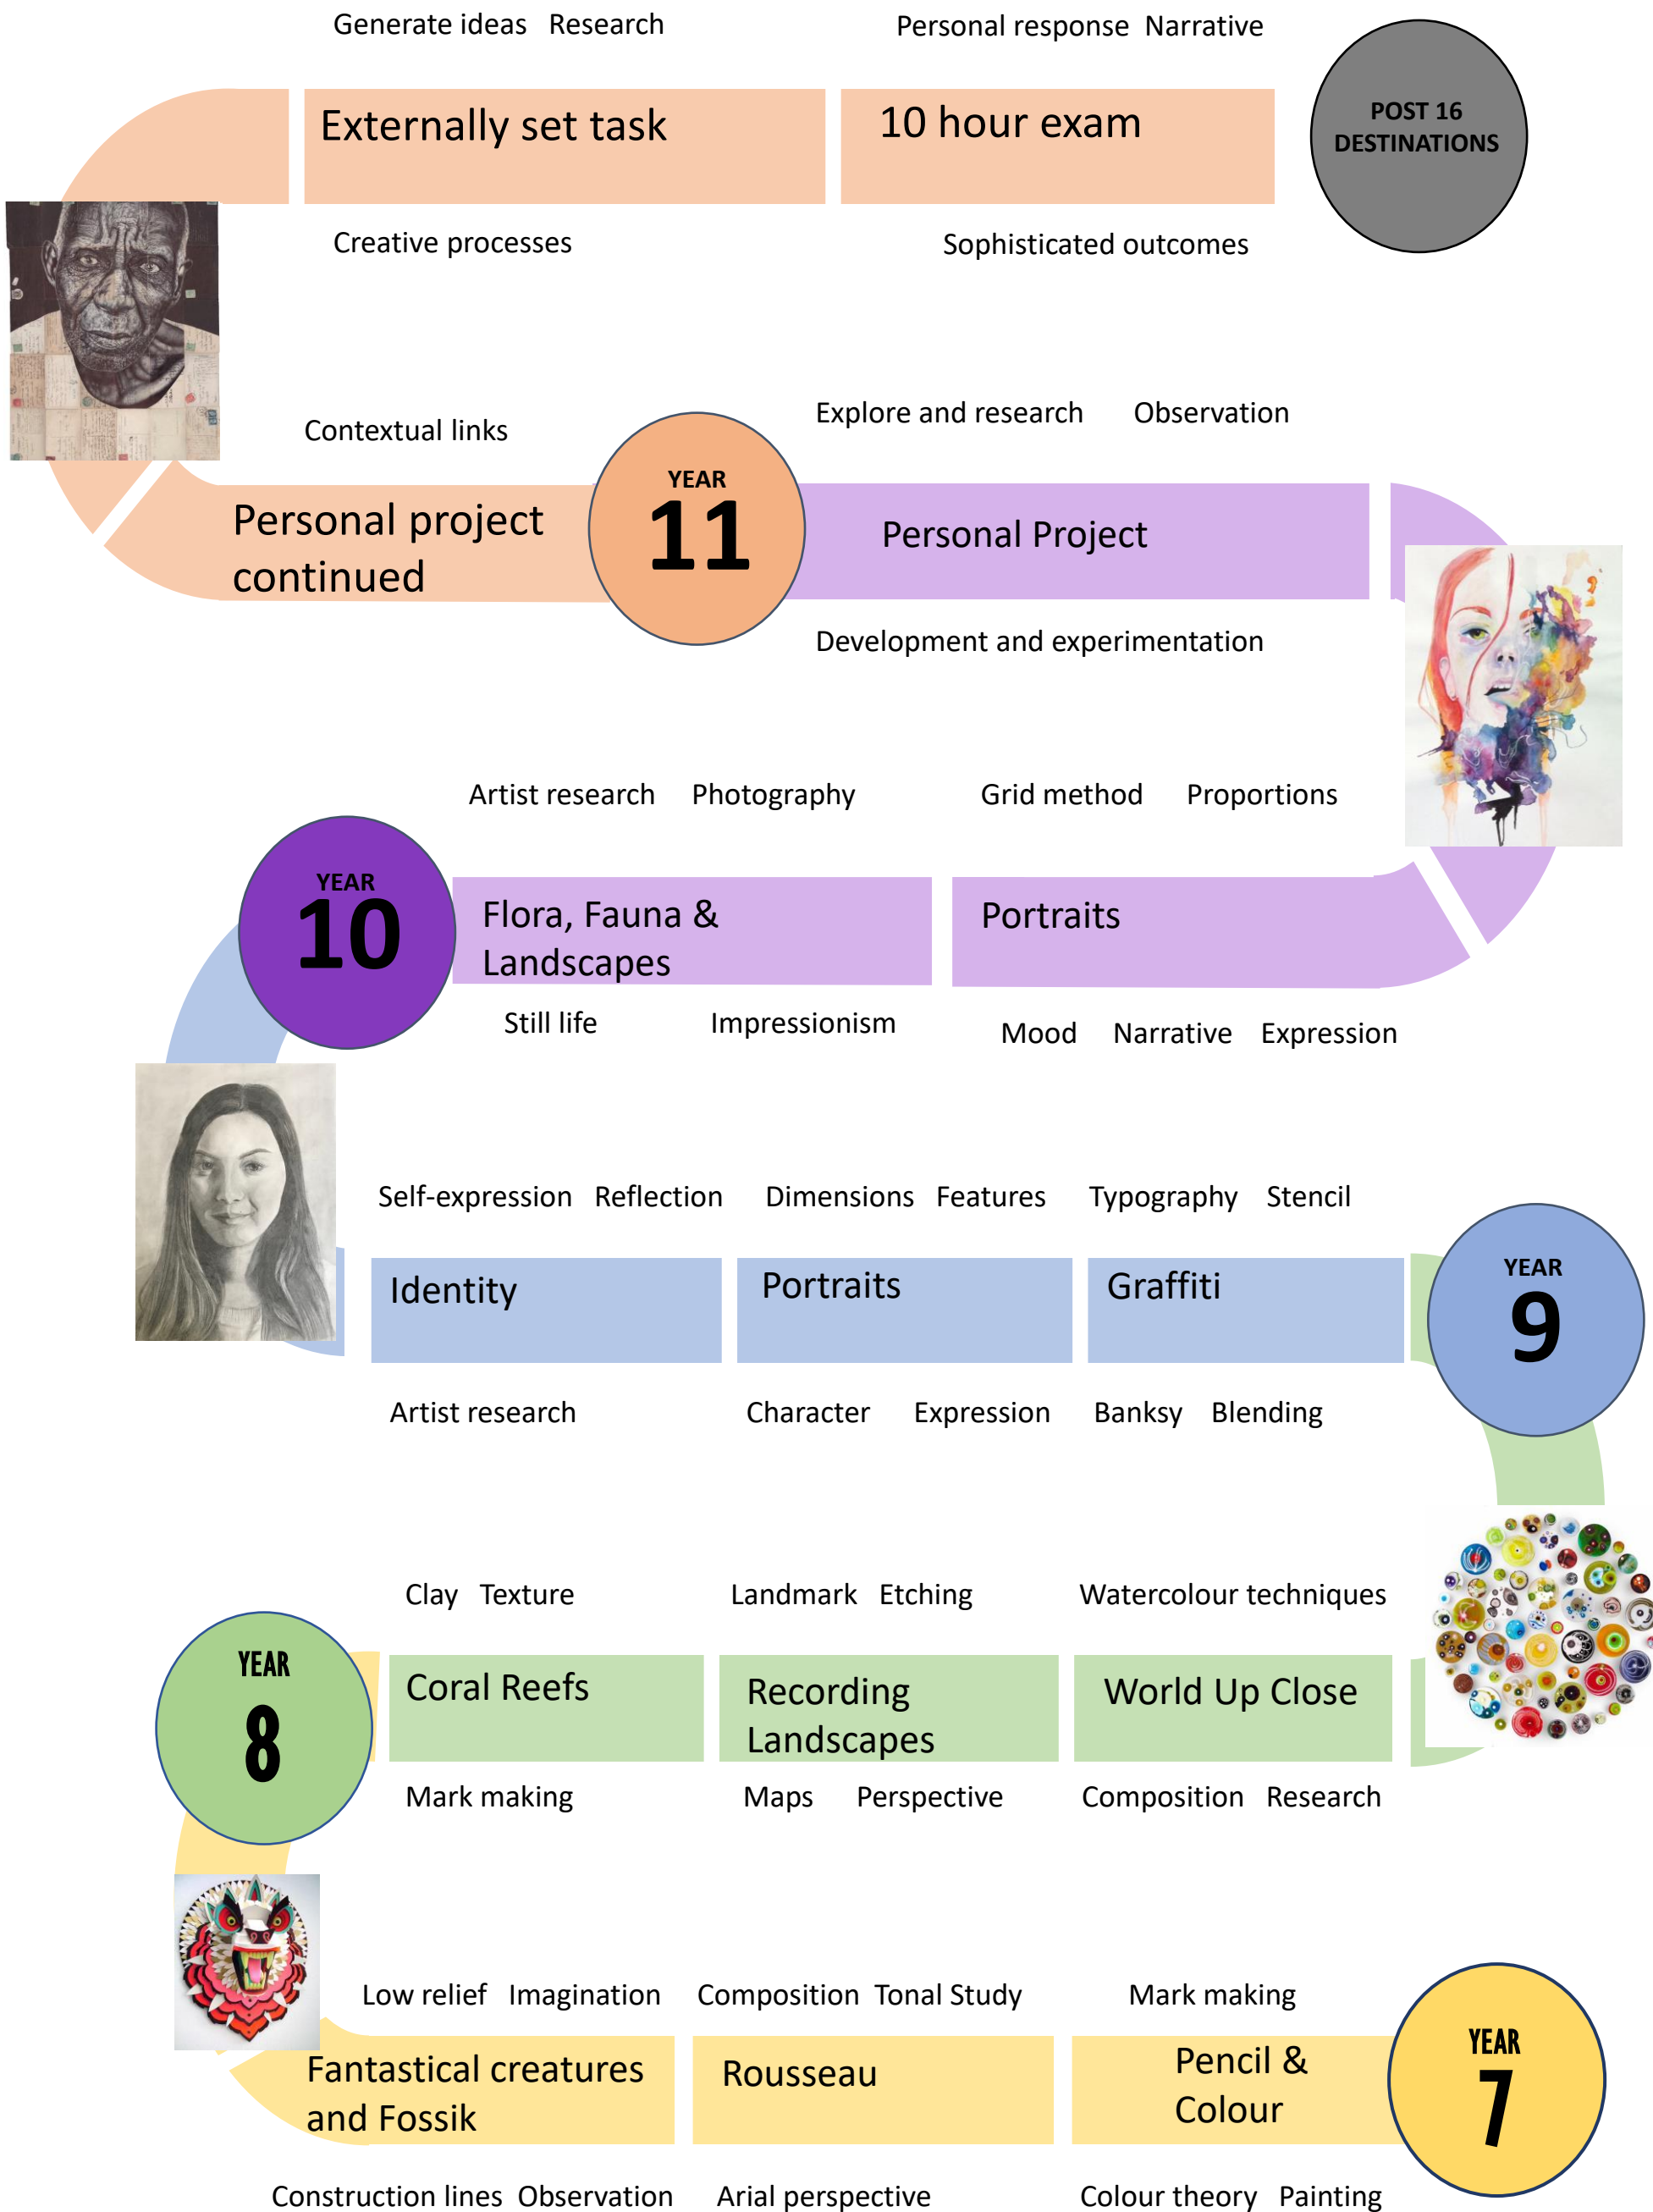 Generate ideas Research
Personal response Narrative
Externally set task
10 hour exam
POST 16
DESTINATIONS
Creative processes
Sophisticated outcomes
Contextual links
Explore and research Observation
Personal project
continued
YEAR
11
Personal Project
Development and experimentation
Artist research Photography
Grid method Proportions
YEAR
10
Flora, Fauna &
Landscapes
Portraits
Still life Impressionism
Mood Narrative Expression
Self-expression Reflection
Dimensions Features
Typography Stencil
Identity
Portraits
Graffiti
YEAR
9
Artist research
Character Expression
Banksy Blending
Clay Texture
Landmark Etching
Watercolour techniques
YEAR
8
Coral Reefs
Recording
Landscapes
World Up Close
Mark making
Maps Perspective
Composition Research
Low relief Imagination
Composition Tonal Study
Mark making
Fantastical creatures
and Fossik
Rousseau
Pencil &
Colour
YEAR
7
Construction lines Observation
Arial perspective
Colour theory Painting